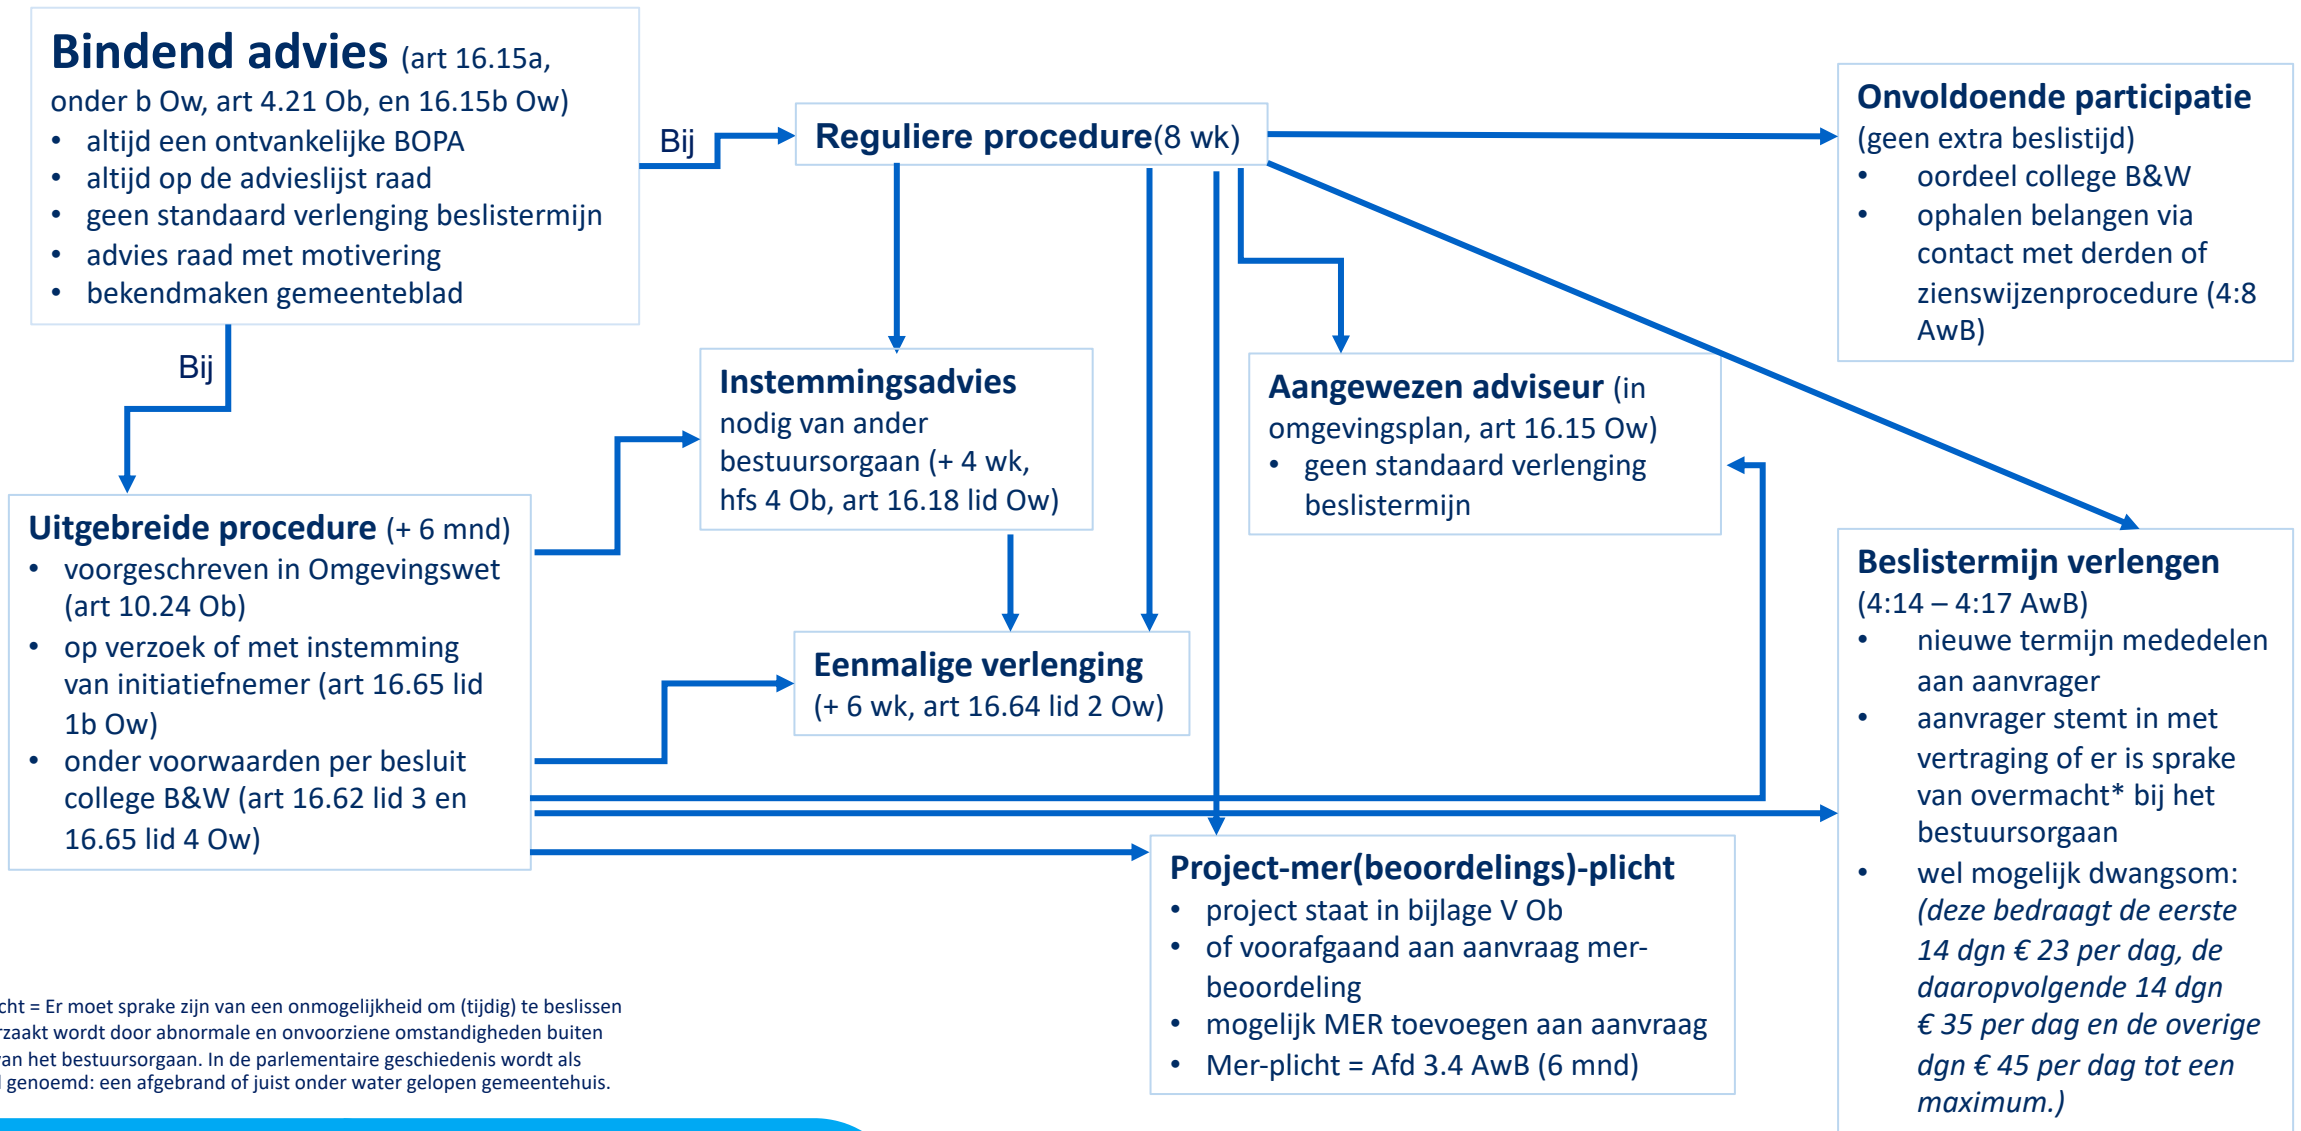 Bindend advies (art 16.15a,
onder b Ow, art 4.21 Ob, en 16.15b Ow)
• altijd een ontvankelijke BOPA
• altijd op de advieslijst raad
• geen standaard verlenging beslistermijn
• advies raad met motivering
• bekendmaken gemeenteblad
Bij
Reguliere procedure(8 wk)
Onvoldoende participatie
(geen extra beslistijd)
• oordeel college B&W
• ophalen belangen via
contact met derden of
zienswijzenprocedure (4:8
AwB)
Bij
Instemmingsadvies
nodig van ander
bestuursorgaan (+ 4 wk,
hfs 4 Ob, art 16.18 lid Ow)
Aangewezen adviseur (in
omgevingsplan, art 16.15 Ow)
• geen standaard verlenging
beslistermijn
Uitgebreide procedure (+ 6 mnd)
• voorgeschreven in Omgevingswet
(art 10.24 Ob)
• op verzoek of met instemming
van initiatiefnemer (art 16.65 lid
1b Ow)
• onder voorwaarden per besluit
college B&W (art 16.62 lid 3 en
16.65 lid 4 Ow)
Eenmalige verlenging
(+ 6 wk, art 16.64 lid 2 Ow)
Beslistermijn verlengen
(4:14 – 4:17 AwB)
• nieuwe termijn mededelen
aan aanvrager
• aanvrager stemt in met
vertraging of er is sprake
van overmacht* bij het
bestuursorgaan
• wel mogelijk dwangsom:
(deze bedraagt de eerste
14 dgn € 23 per dag, de
daaropvolgende 14 dgn
€ 35 per dag en de overige
dgn € 45 per dag tot een
maximum.)
Project-mer(beoordelings)-plicht
• project staat in bijlage V Ob
• of voorafgaand aan aanvraag mer-
beoordeling
• mogelijk MER toevoegen aan aanvraag
• Mer-plicht = Afd 3.4 AwB (6 mnd)
cht = Er moet sprake zijn van een onmogelijkheid om (tijdig) te beslissen
rzaakt wordt door abnormale en onvoorziene omstandigheden buiten
van het bestuursorgaan. In de parlementaire geschiedenis wordt als
genoemd: een afgebrand of juist onder water gelopen gemeentehuis.